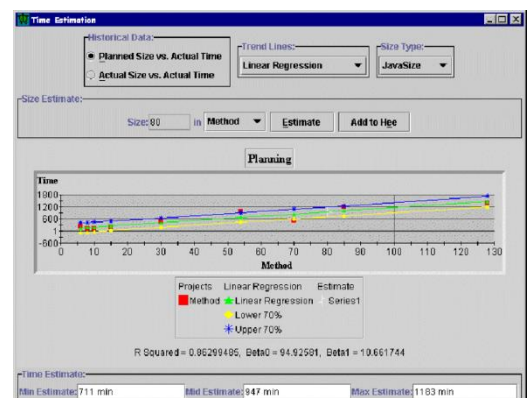 Time Estimation
Historical Data:
Planned Size vs. Actual Time
Actual Size vs. Actual Time
Trend Lines:
Linear Regression
Size Type:
JavaSize
Size Estimate:
Size: 80 in Method Estimate Add to Hee
Planning
Time
1800
1200
600
1
-600
0 10 20 30 40 50 60 70 80 90 100 110 120 130
Method
Projects Linear Regression Estimate
Method Linear Regression Series1
Lower 70%
Upper 70%
R Squared = 0.86299485, Beta0 = 94.92581, Beta1 = 10.661744
Time Estimate:
Min Estimate: 711 min Mid Estimate: 947 min Max Estimate: 1183 min